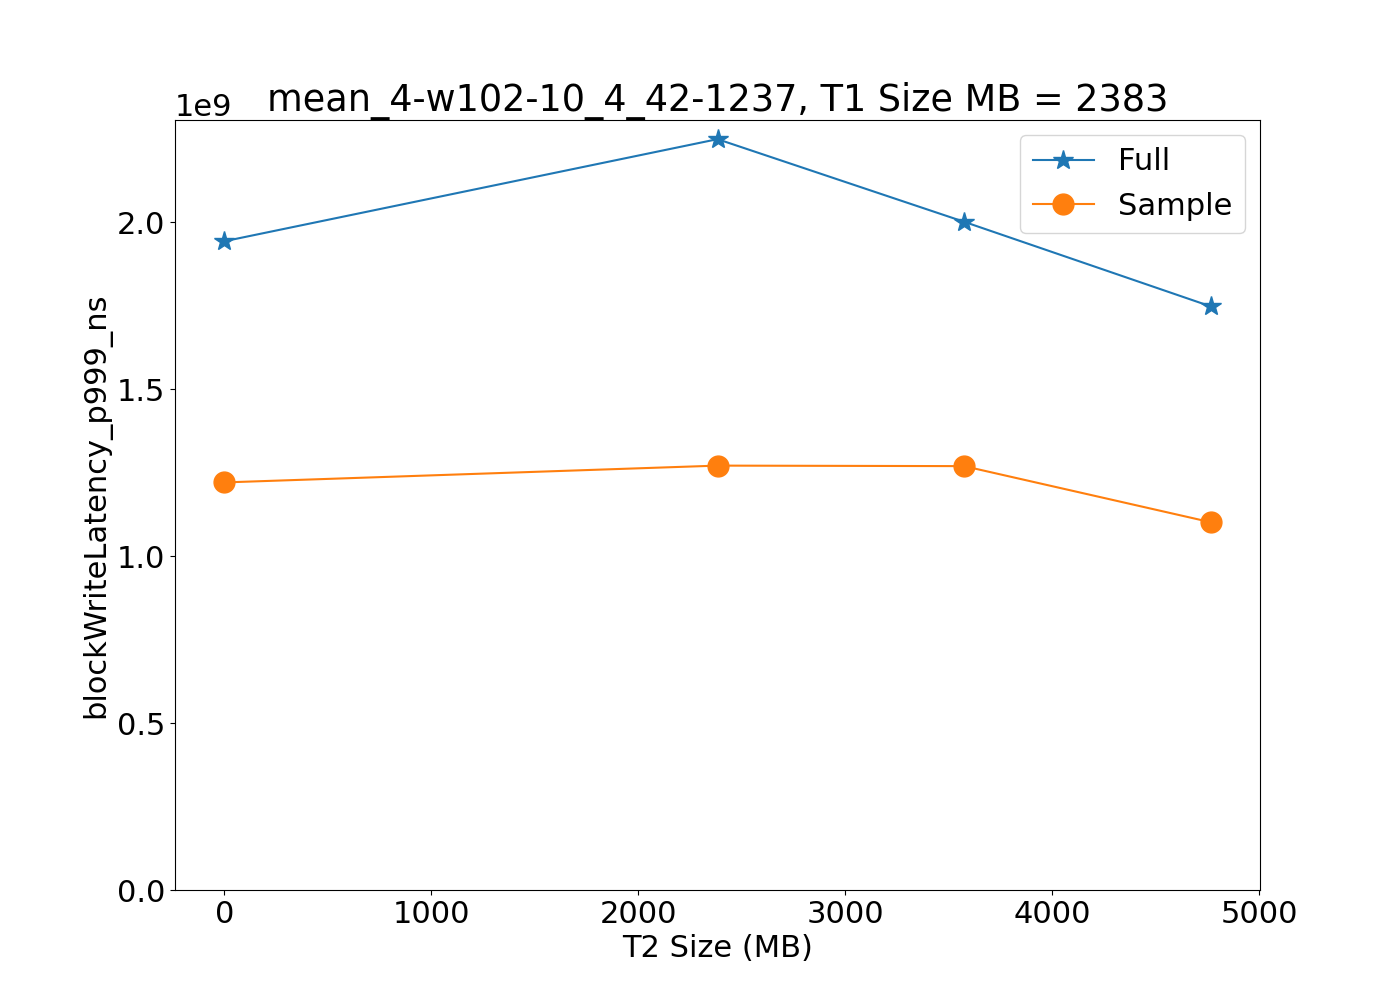 1e9
mean_4-w102-10_4_42-1237, T1 Size MB = 2383
Full
Sample
blockWriteLatency_p999_ns
2.0
1.5
1.0
0.5
0.0
0 1000 2000 3000 4000 5000
T2 Size (MB)